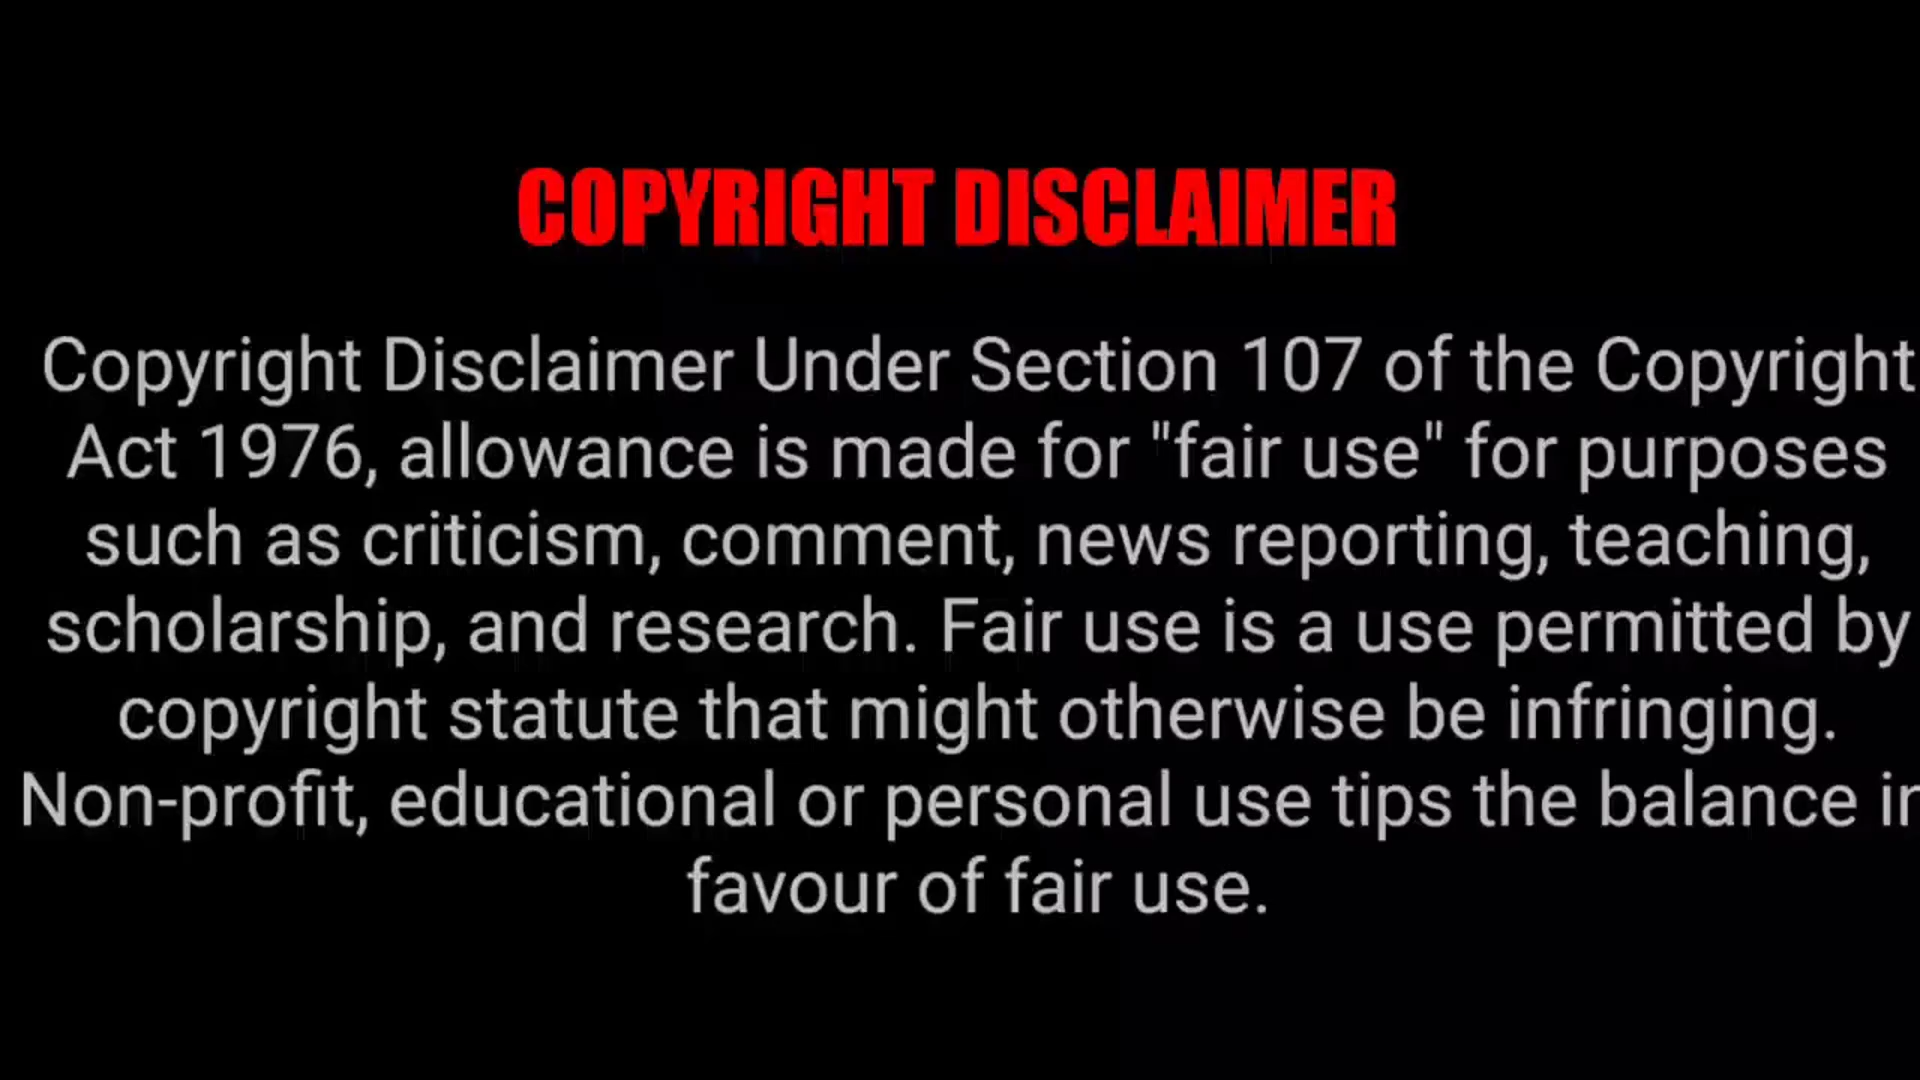 COPYRIGHT DISCLAIMER
Copyright Disclaimer Under Section 107 of the Copyright
Act 1976, allowance is made for "fair use" for purposes
such as criticism, comment, news reporting, teaching,
scholarship, and research. Fair use is a use permitted by
copyright statute that might otherwise be infringing.
Non-profit, educational or personal use tips the balance in
favour of fair use.